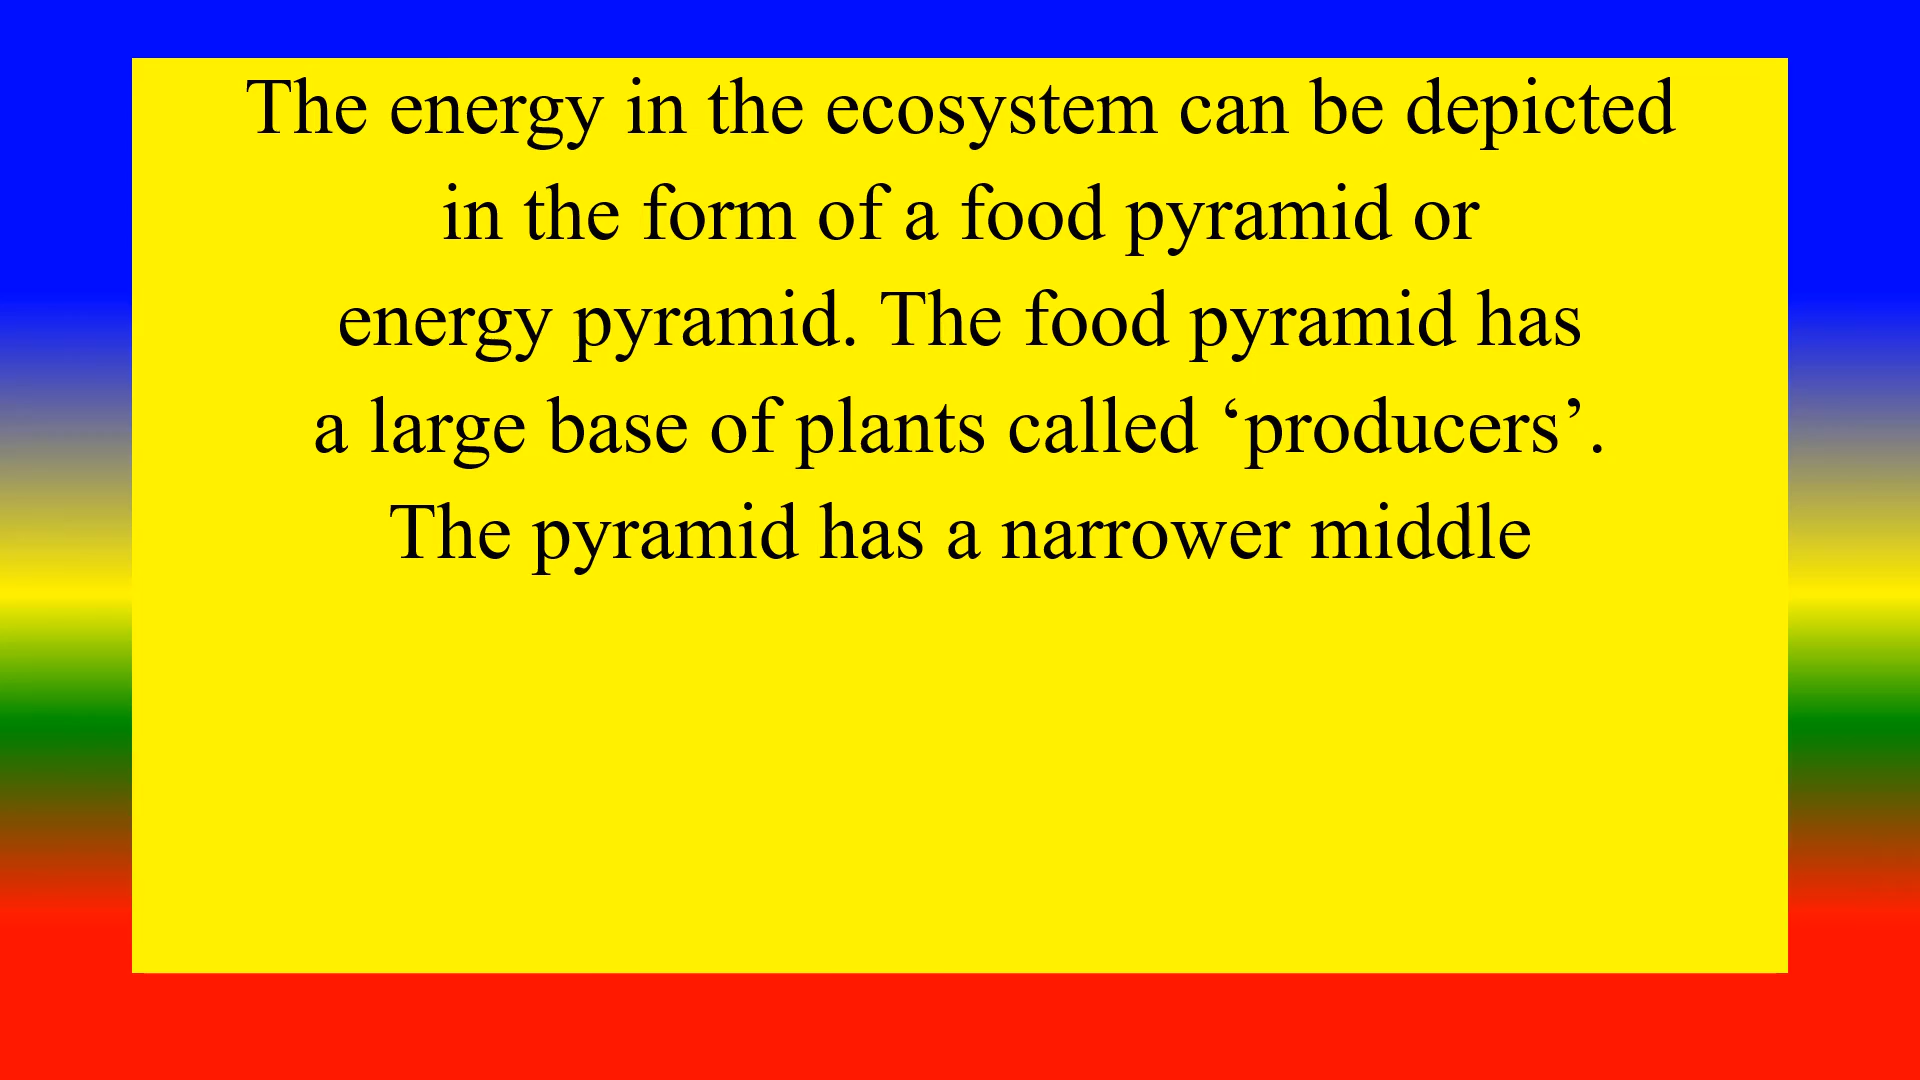 The energy in the ecosystem can be depicted
in the form of a food pyramid or
energy pyramid. The food pyramid has
a large base of plants called ‘producers’.
The pyramid has a narrower middle